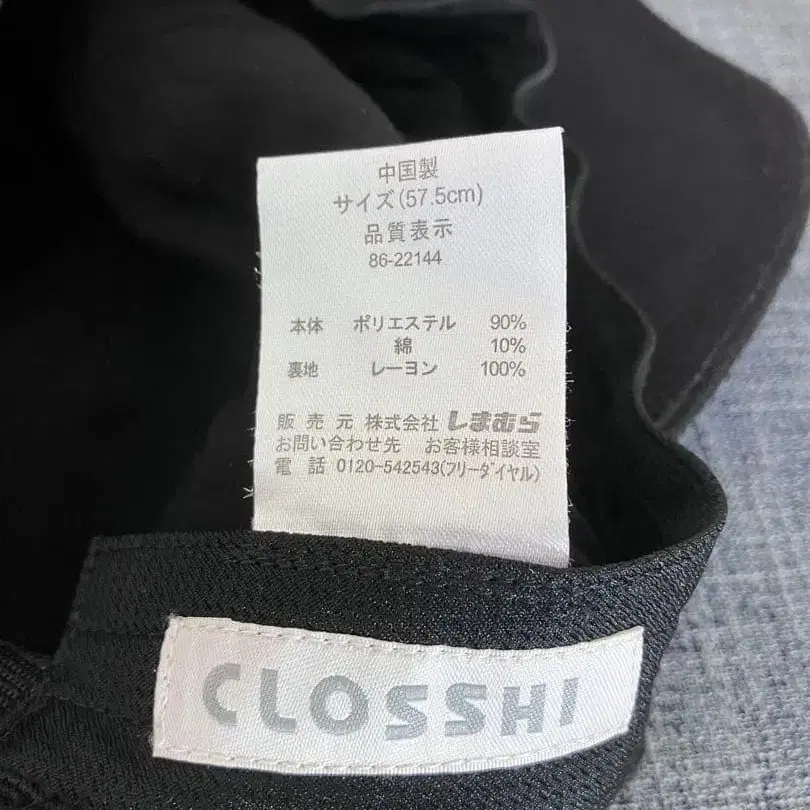 中国製
サイズ(57.5cm)
品質表示
86-22144
本体 ポリエステル 90%
綿 10%
裏地 レーヨン 100%
販売元 株式会社 しまむら
お問い合わせ先 お客様相談室
電話 0120-542543(フリーダイヤル)
CLOSSHI